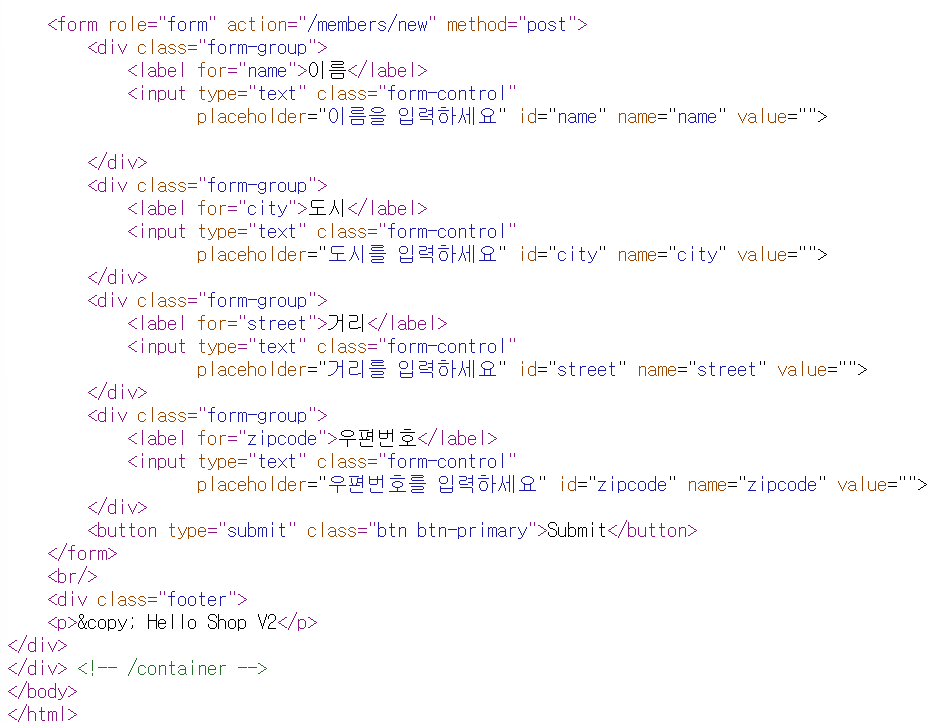 <form role="form" action="/members/new" method="post">
<div class="form-group">
<label for="name">이름</label>
<input type="text" class="form-control"
placeholder="이름을 입력하세요" id="name" name="name" value="">
</div>
<div class="form-group">
<label for="city">도시</label>
<input type="text" class="form-control"
placeholder="도시를 입력하세요" id="city" name="city" value="">
</div>
<div class="form-group">
<label for="street">거리</label>
<input type="text" class="form-control"
placeholder="거리를 입력하세요" id="street" name="street" value="">
</div>
<div class="form-group">
<label for="zipcode">우편번호</label>
<input type="text" class="form-control"
placeholder="우편번호를 입력하세요" id="zipcode" name="zipcode" value="">
</div>
<button type="submit" class="btn btn-primary">Submit</button>
</form>
<br/>
<div class="footer">
<p>&copy; Hello Shop V2</p>
</div>
</div> <!-- /container -->
</body>
</html>